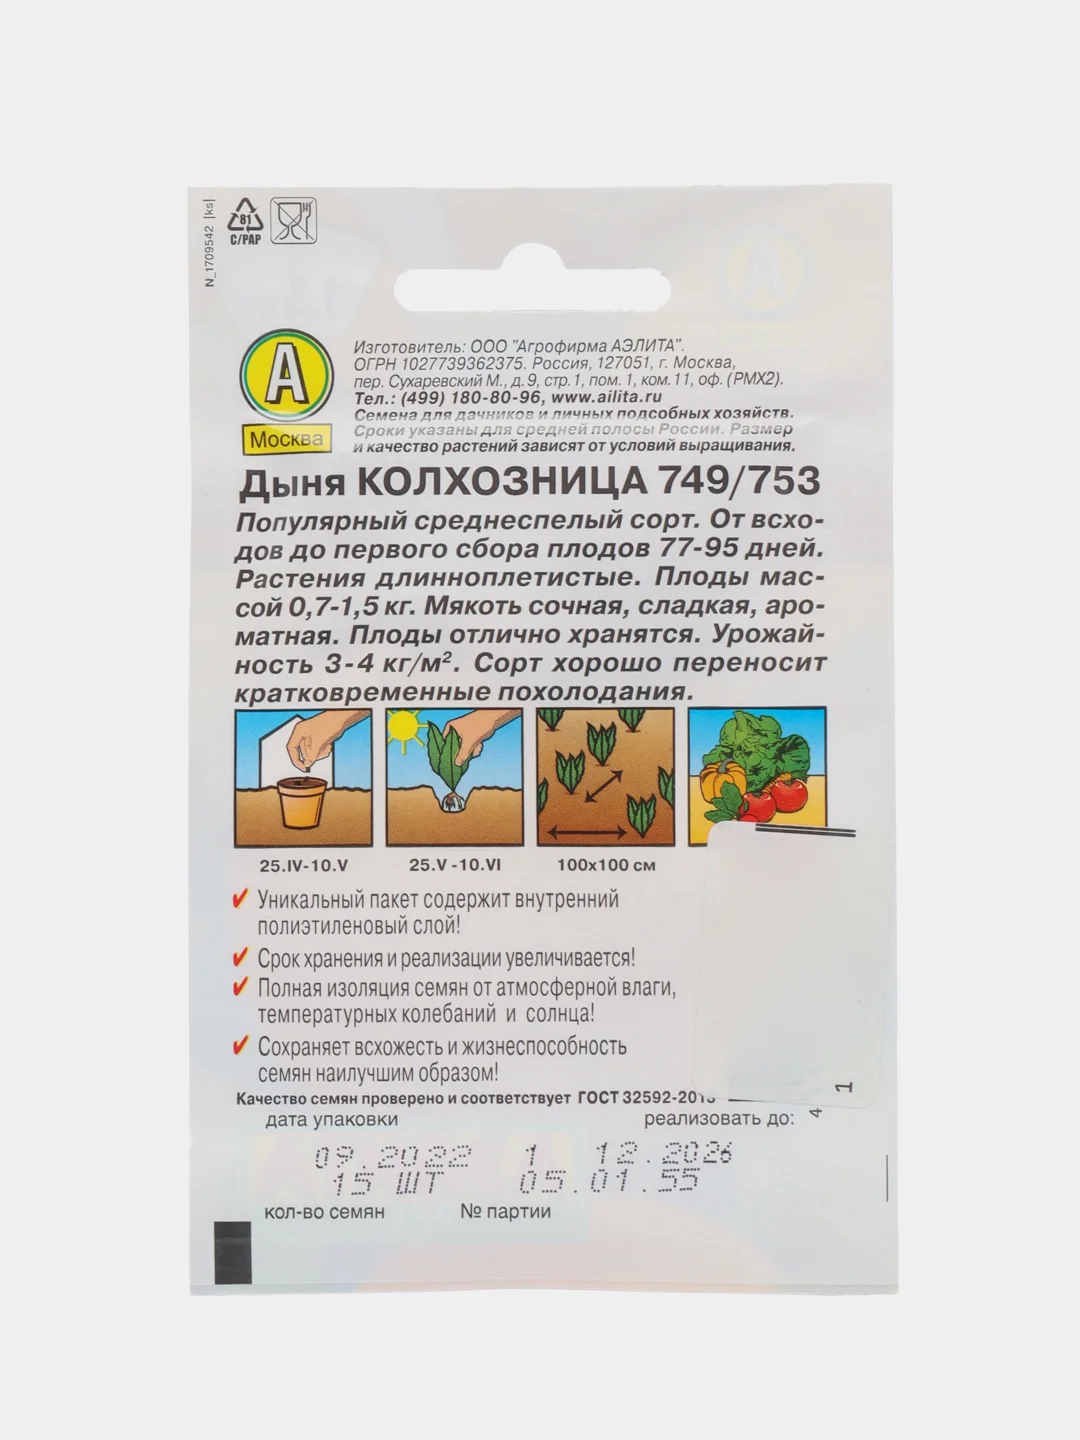 N_1709542 |ks|
81
C/PAP
А
Москва
Изготовитель: ООО "Агрофирма АЭЛИТА".
ОГРН 1027739362375. Россия, 127051, г. Москва,
пер. Сухаревский М., д. 9, стр. 1, пом. 1, ком. 11, оф. (РМХ2).
Тел.: (499) 180-80-96, www.ailita.ru
Семена для дачников и личных подсобных хозяйств.
Сроки указаны для средней полосы России. Размер
и качество растений зависят от условий выращивания.
Дыня КОЛХОЗНИЦА 749/753
Популярный среднеспелый сорт. От всхо-
дов до первого сбора плодов 77-95 дней.
Растения длинноплетистые. Плоды мас-
сой 0,7-1,5 кг. Мякоть сочная, сладкая, аро-
матная. Плоды отлично хранятся. Урожай-
ность 3-4 кг/м². Сорт хорошо переносит
кратковременные похолодания.
25.IV-10.V
25.V -10.VI
100x100 см
Уникальный пакет содержит внутренний
полиэтиленовый слой!
Срок хранения и реализации увеличивается!
Полная изоляция семян от атмосферной влаги,
температурных колебаний и солнца!
Сохраняет всхожесть и жизнеспособность
семян наилучшим образом!
Качество семян проверено и соответствует ГОСТ 32592-2013
1
4
дата упаковки
реализовать до:
09.2022 1 12.2026
15 ШТ 05.01.55
кол-во семян
№ партии